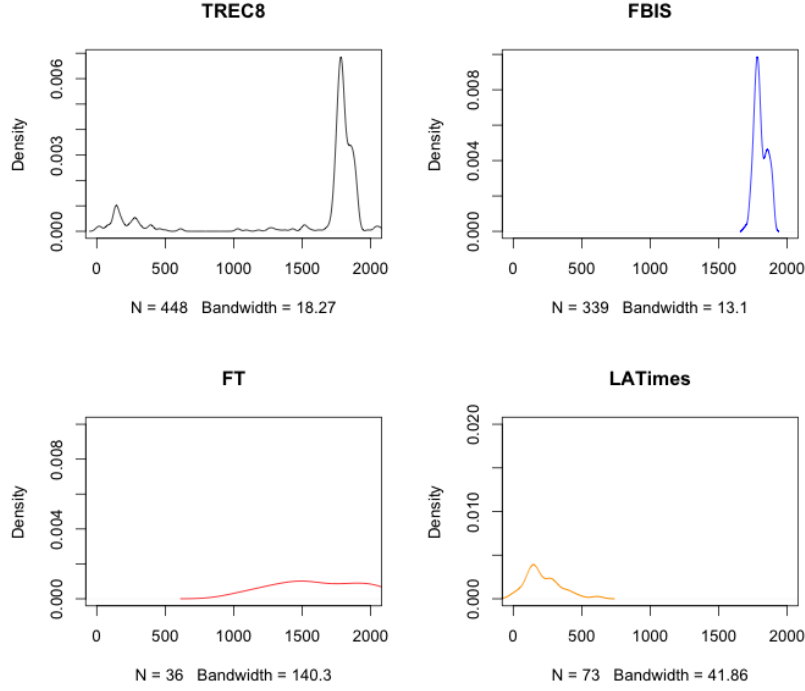 TREC8
Density
0.000
0.003
0.006
0
500
1000
1500
2000
N = 448 Bandwidth = 18.27
FBIS
Density
0.000
0.004
0.008
0
500
1000
1500
2000
N = 339 Bandwidth = 13.1
FT
Density
0.000
0.004
0.008
0
500
1000
1500
2000
N = 36 Bandwidth = 140.3
LATimes
Density
0.000
0.010
0.020
0
500
1000
1500
2000
N = 73 Bandwidth = 41.86